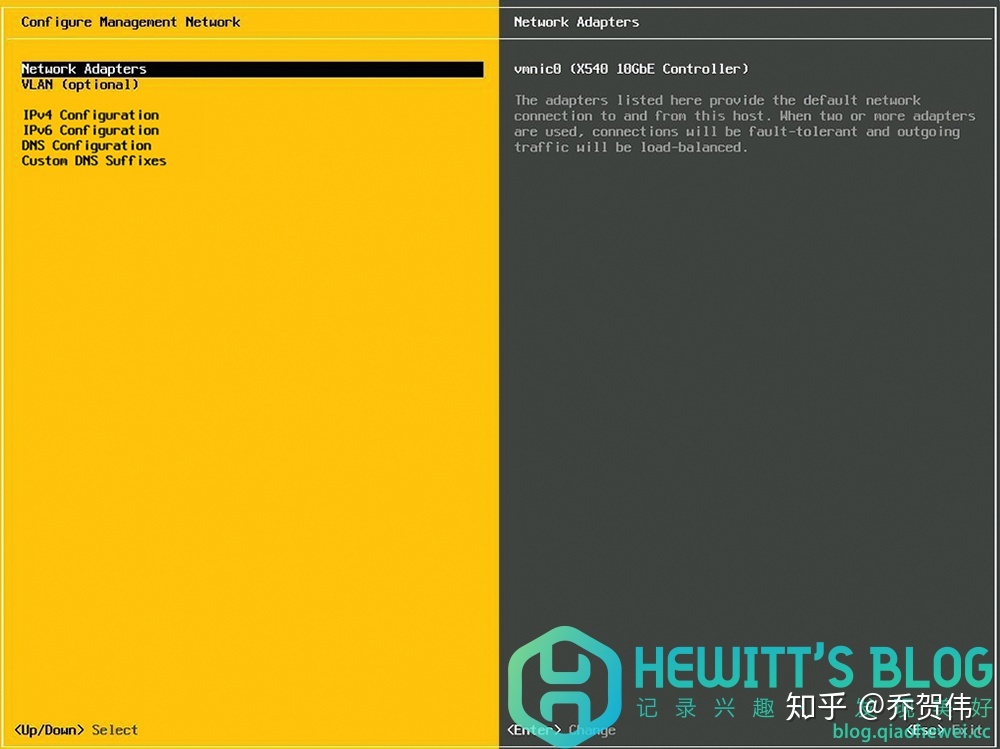 Configure Management Network
Network Adapters
VLAN (optional)
IPv4 Configuration
IPv6 Configuration
DNS Configuration
Custom DNS Suffixes
<Up/Down> Select
Network Adapters
vmnic0 (X540 10GbE Controller)
The adapters listed here provide the default network
connection to and from this host. When two or more adapters
are used, connections will be fault-tolerant and outgoing
traffic will be load-balanced.
<Enter> Change
<Esc> Exit
HEWITT'S BLOG
记录兴趣 好
知乎 @乔贺伟
blog.qiaohewei.cc